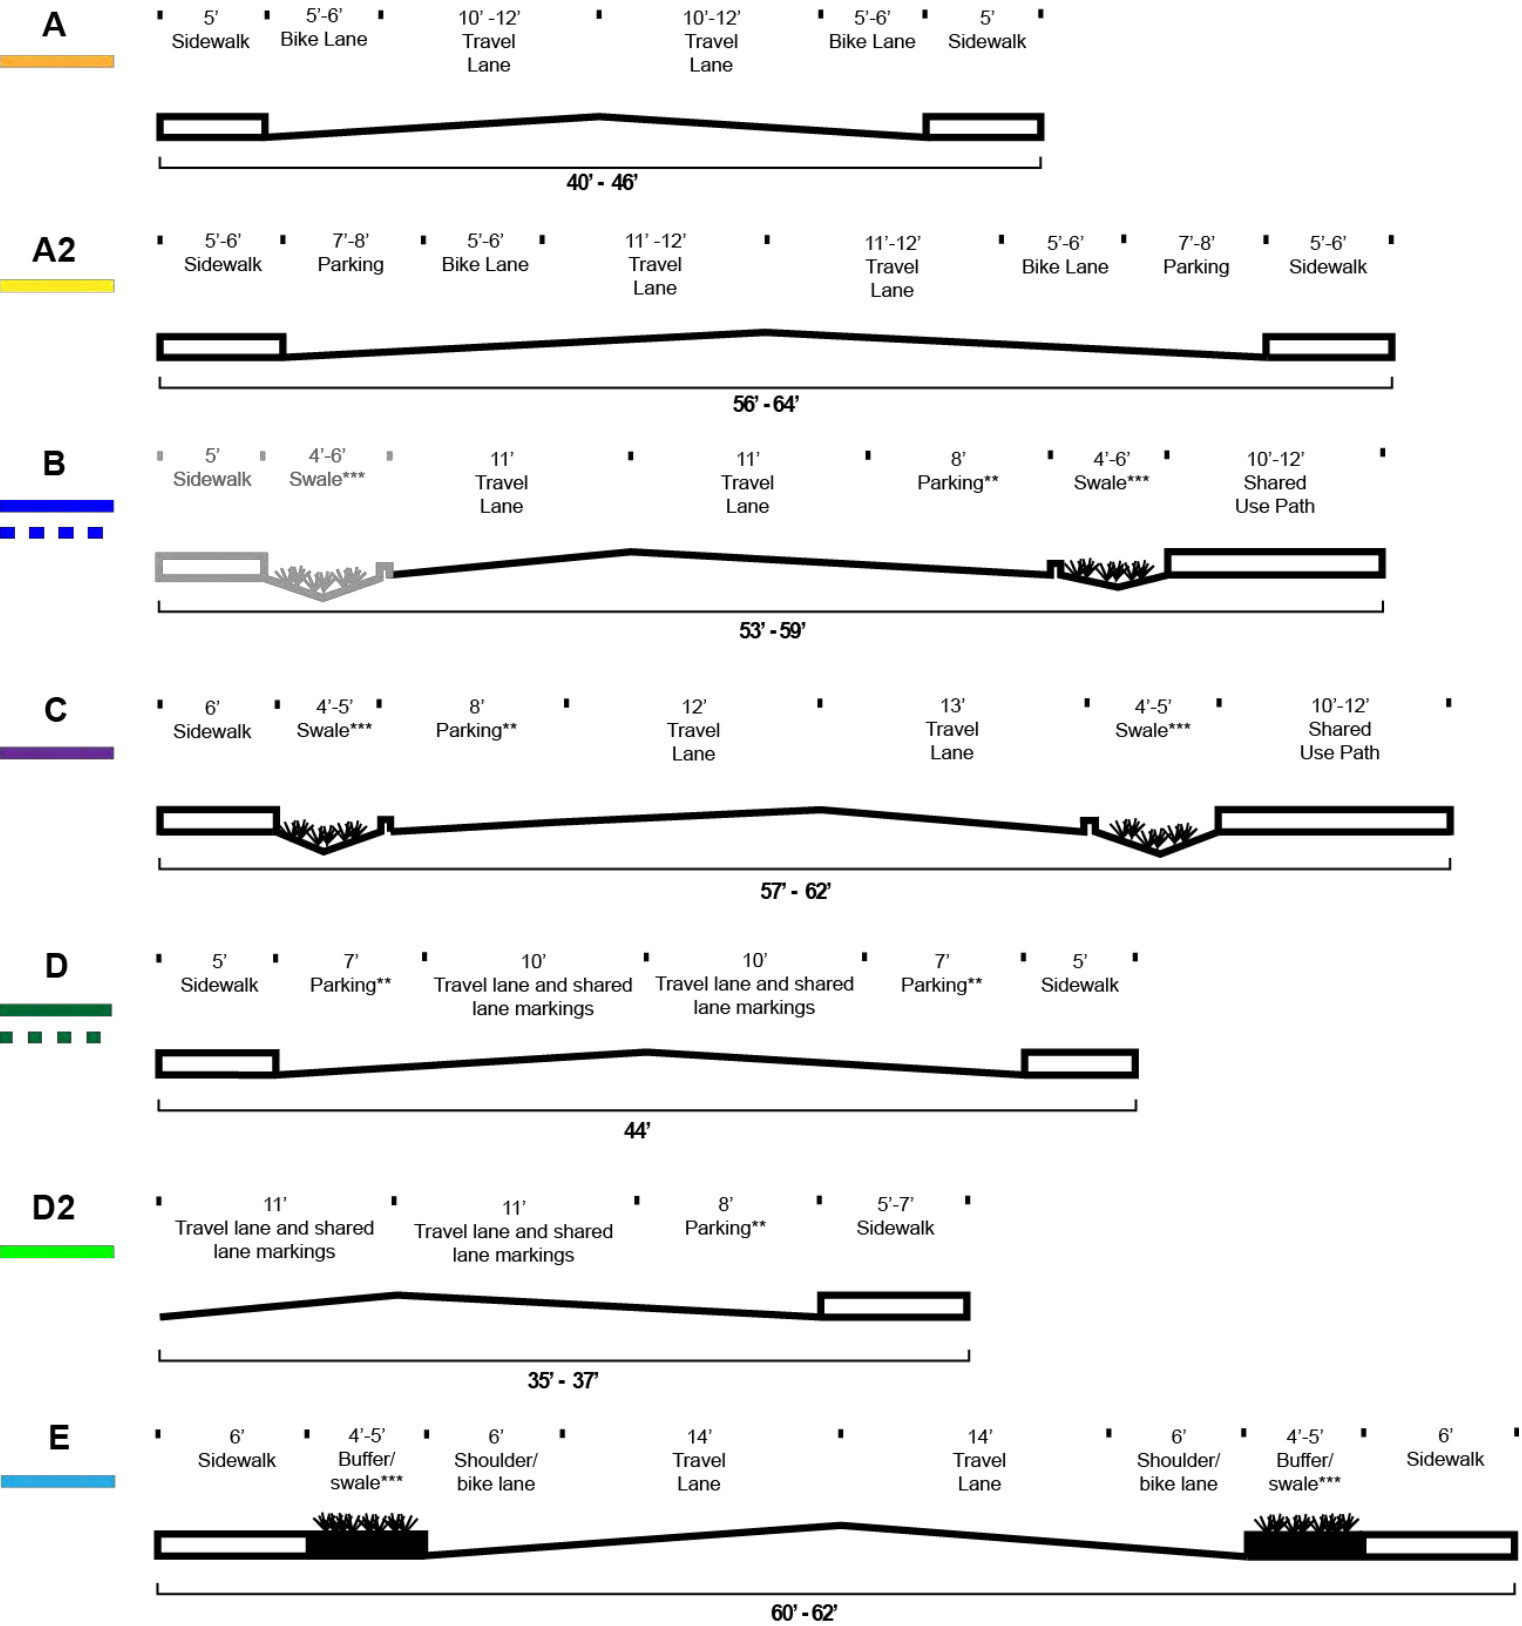 A
5’ 5’-6’ 10’ -12’ 10’-12’ 5’-6’ 5’
Sidewalk Bike Lane Travel Travel Bike Lane Sidewalk
Lane Lane
40’ - 46’
A2
5’-6’ 7’-8’ 5’-6’ 11’ -12’ 11’-12’ 5’-6’ 7’-8’ 5’-6’
Sidewalk Parking Bike Lane Travel Travel Bike Lane Parking Sidewalk
Lane Lane
56’ - 64’
B
5’ 4’-6’ 11’ 11’ 8’ 4’-6’ 10’-12’
Sidewalk Swale*** Travel Travel Parking** Swale*** Shared
Lane Lane Use Path
53’ - 59’
C
6’ 4’-5’ 8’ 12’ 13’ 4’-5’ 10’-12’
Sidewalk Swale*** Parking** Travel Travel Swale*** Shared
Lane Lane Use Path
57’ - 62’
D
5’ 7’ 10’ 10’ 7’ 5’
Sidewalk Parking** Travel lane and shared Travel lane and shared Parking** Sidewalk
lane markings lane markings
44’
D2
11’ 11’ 8’ 5’-7’
Travel lane and shared Travel lane and shared Parking** Sidewalk
lane markings lane markings
35’ - 37’
E
6’ 4’-5’ 6’ 14’ 14’ 6’ 4’-5’ 6’
Sidewalk Buffer/ Shoulder/ Travel Travel Shoulder/ Buffer/ Sidewalk
swale*** bike lane Lane Lane bike lane swale***
60’ - 62’